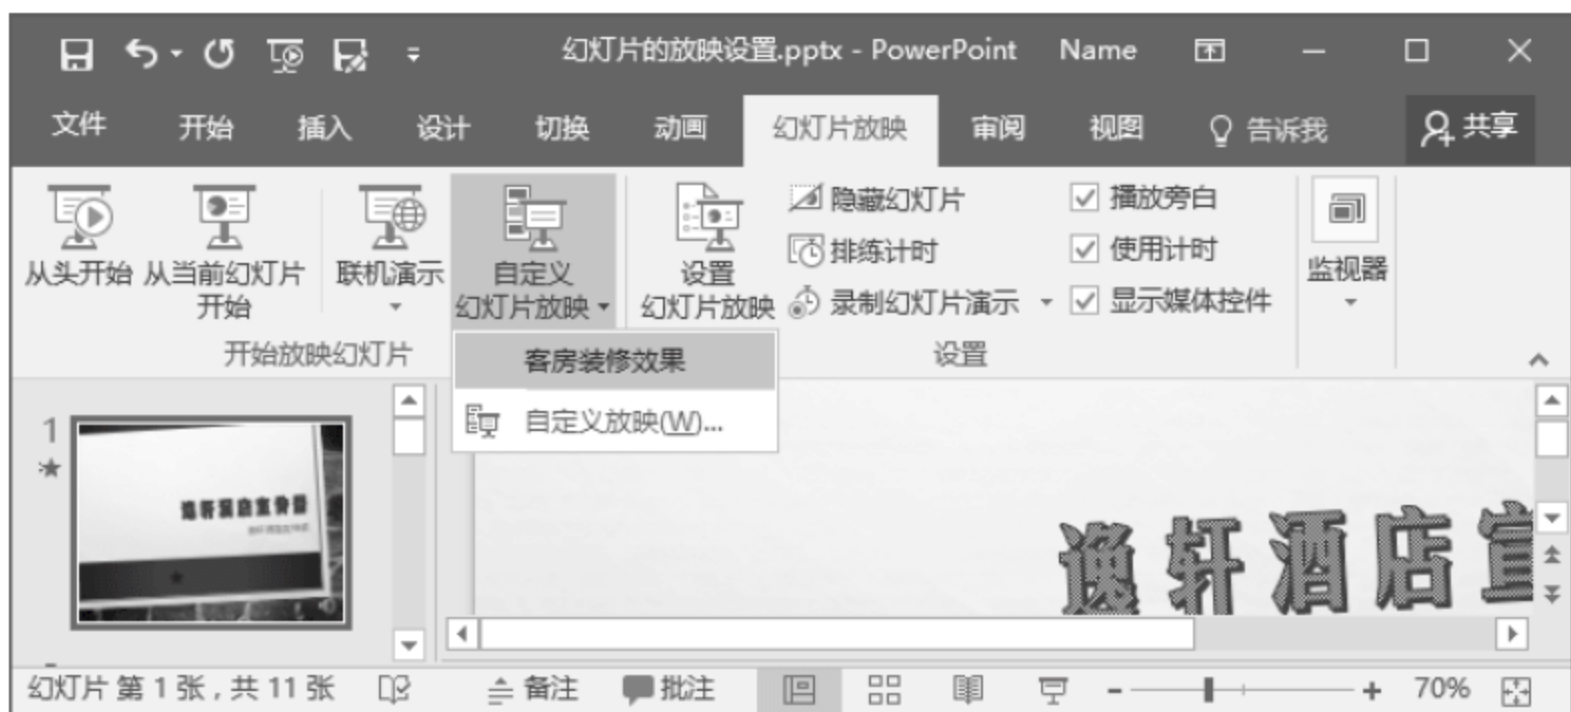 幻灯片的放映设置.pptx - PowerPoint Name
文件 开始 插入 设计 切换 动画 幻灯片放映 审阅 视图 告诉我 共享
从头开始
从当前幻灯片
开始
联机演示
自定义
幻灯片放映
设置
幻灯片放映
隐藏幻灯片
排练计时
录制幻灯片演示
播放旁白
使用计时
显示媒体控件
监视器
开始放映幻灯片
设置
客房装修效果
自定义放映(W)...
1
逸轩酒店宣
幻灯片 第 1 张，共 11 张 备注 批注 70%